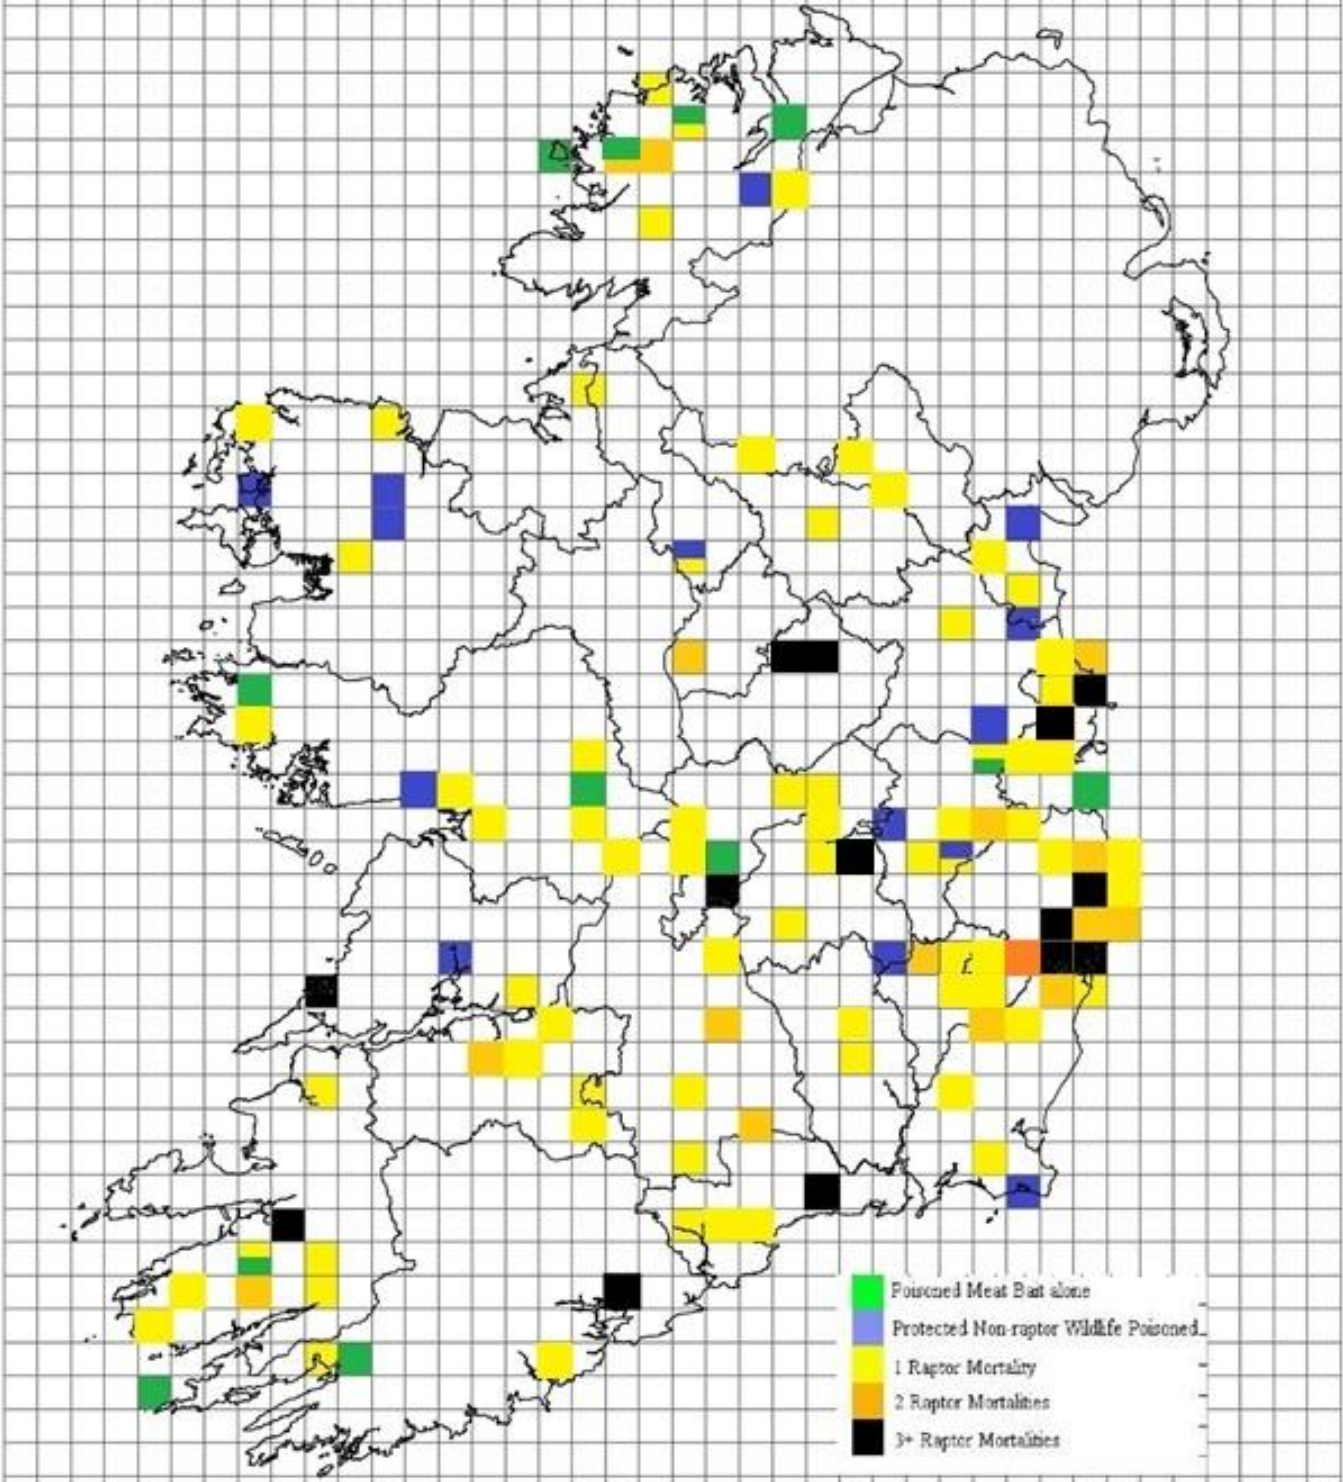 Poisoned Meat Bait alone
Protected Non-raptor Wildlife Poisoned
1 Raptor Mortality
2 Raptor Mortalities
3+ Raptor Mortalities